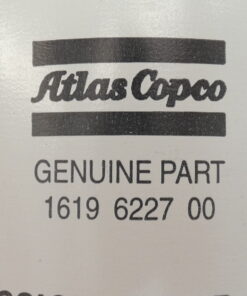 Atlas Copco
GENUINE PART
1619 6227 00